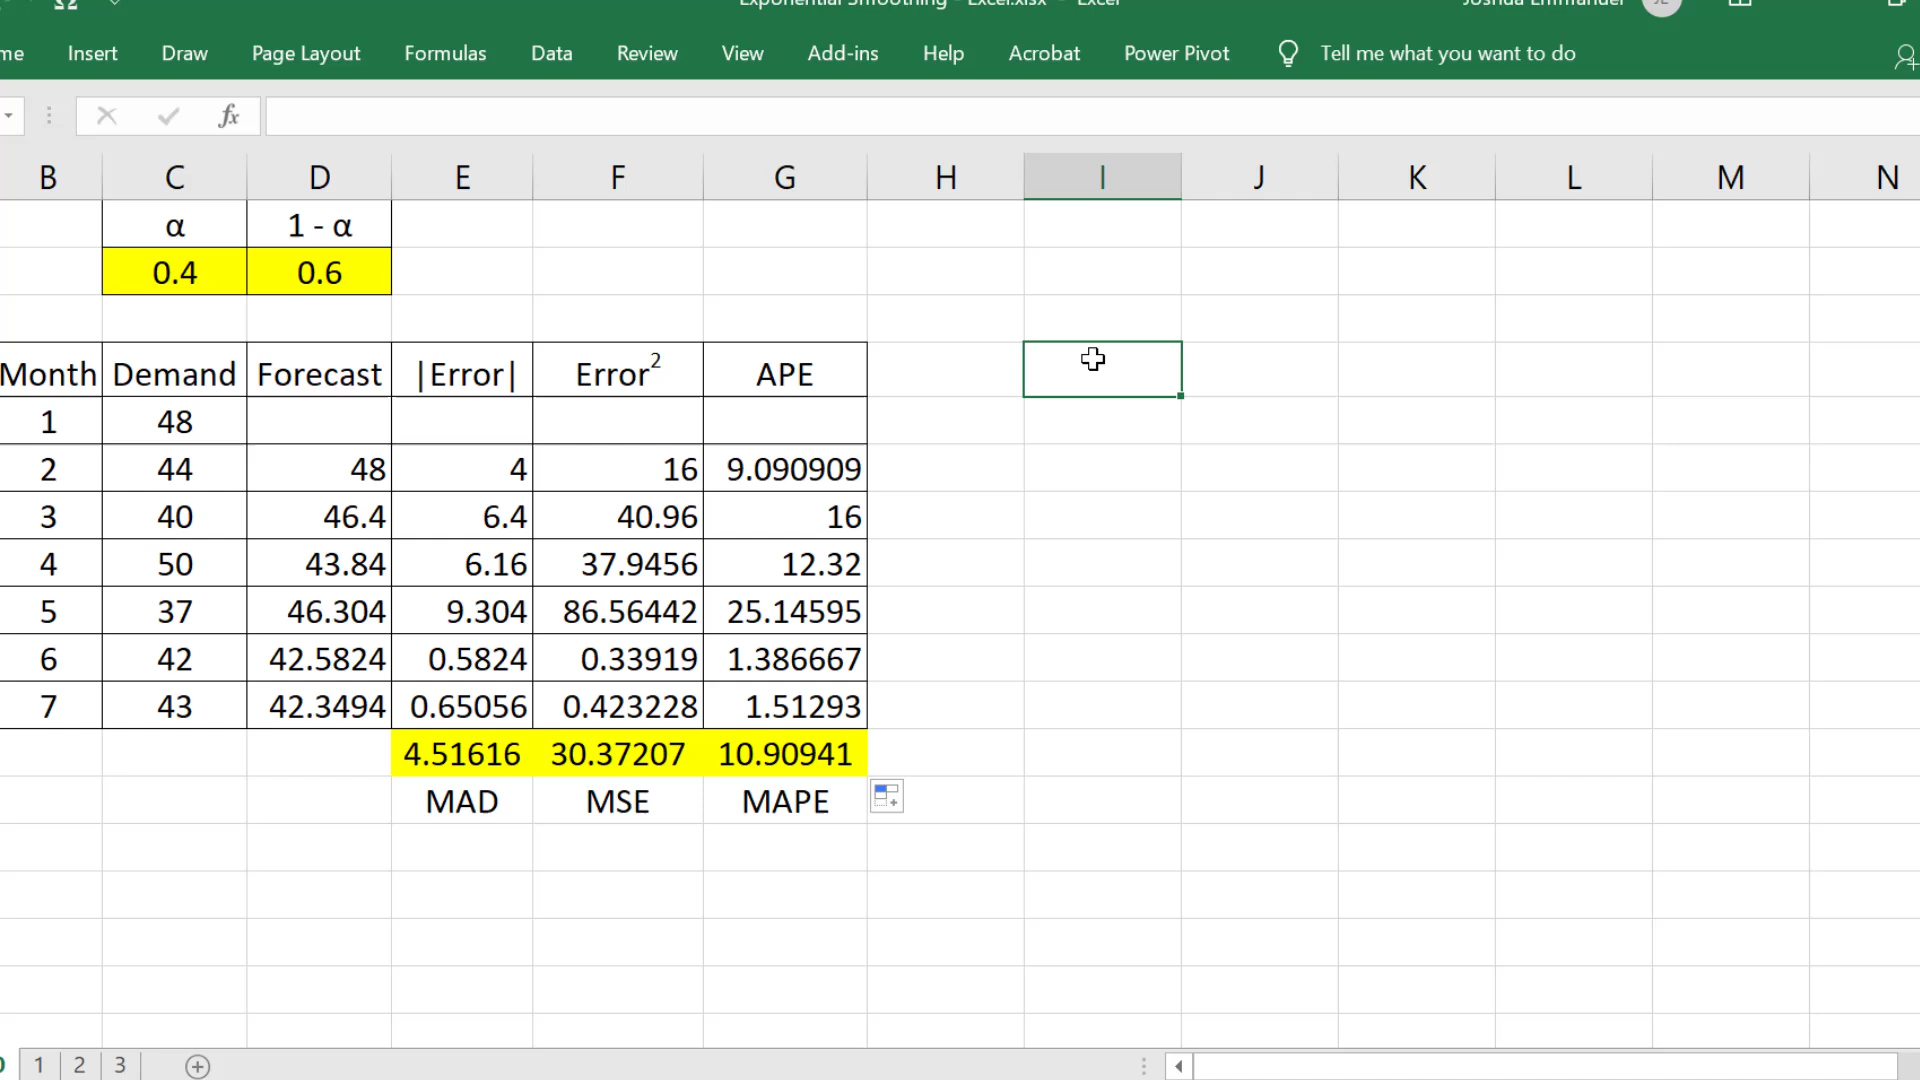 Exponential Smoothing - Excel.xlsx - Excel Joshua Emmanuel
me Insert Draw Page Layout Formulas Data Review View Add-ins Help Acrobat Power Pivot Tell me what you want to do
fx
B C D E F G H I J K L M N
α 1 - α
0.4 0.6
Month Demand Forecast |Error| Error² APE
1 48
2 44 48 4 16 9.090909
3 40 46.4 6.4 40.96 16
4 50 43.84 6.16 37.9456 12.32
5 37 46.304 9.304 86.56442 25.14595
6 42 42.5824 0.5824 0.33919 1.386667
7 43 42.3494 0.65056 0.423228 1.51293
4.51616 30.37207 10.90941
MAD MSE MAPE
1 2 3